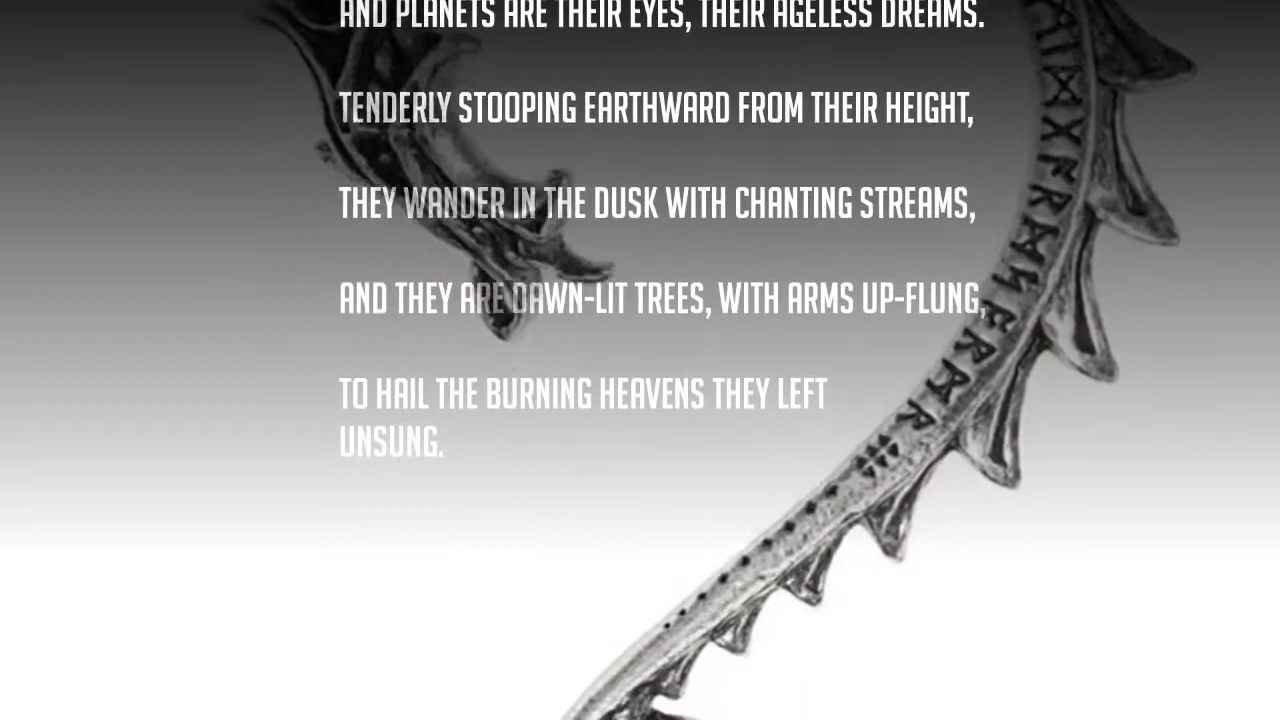 AND PLANETS ARE THEIR EYES, THEIR AGELESS DREAMS.
TENDERLY STOOPING EARTHWARD FROM THEIR HEIGHT,
THEY WANDER IN THE DUSK WITH CHANTING STREAMS,
AND THEY ARE DAWN-LIT TREES, WITH ARMS UP-FLUNG,
TO HAIL THE BURNING HEAVENS THEY LEFT
UNSUNG.